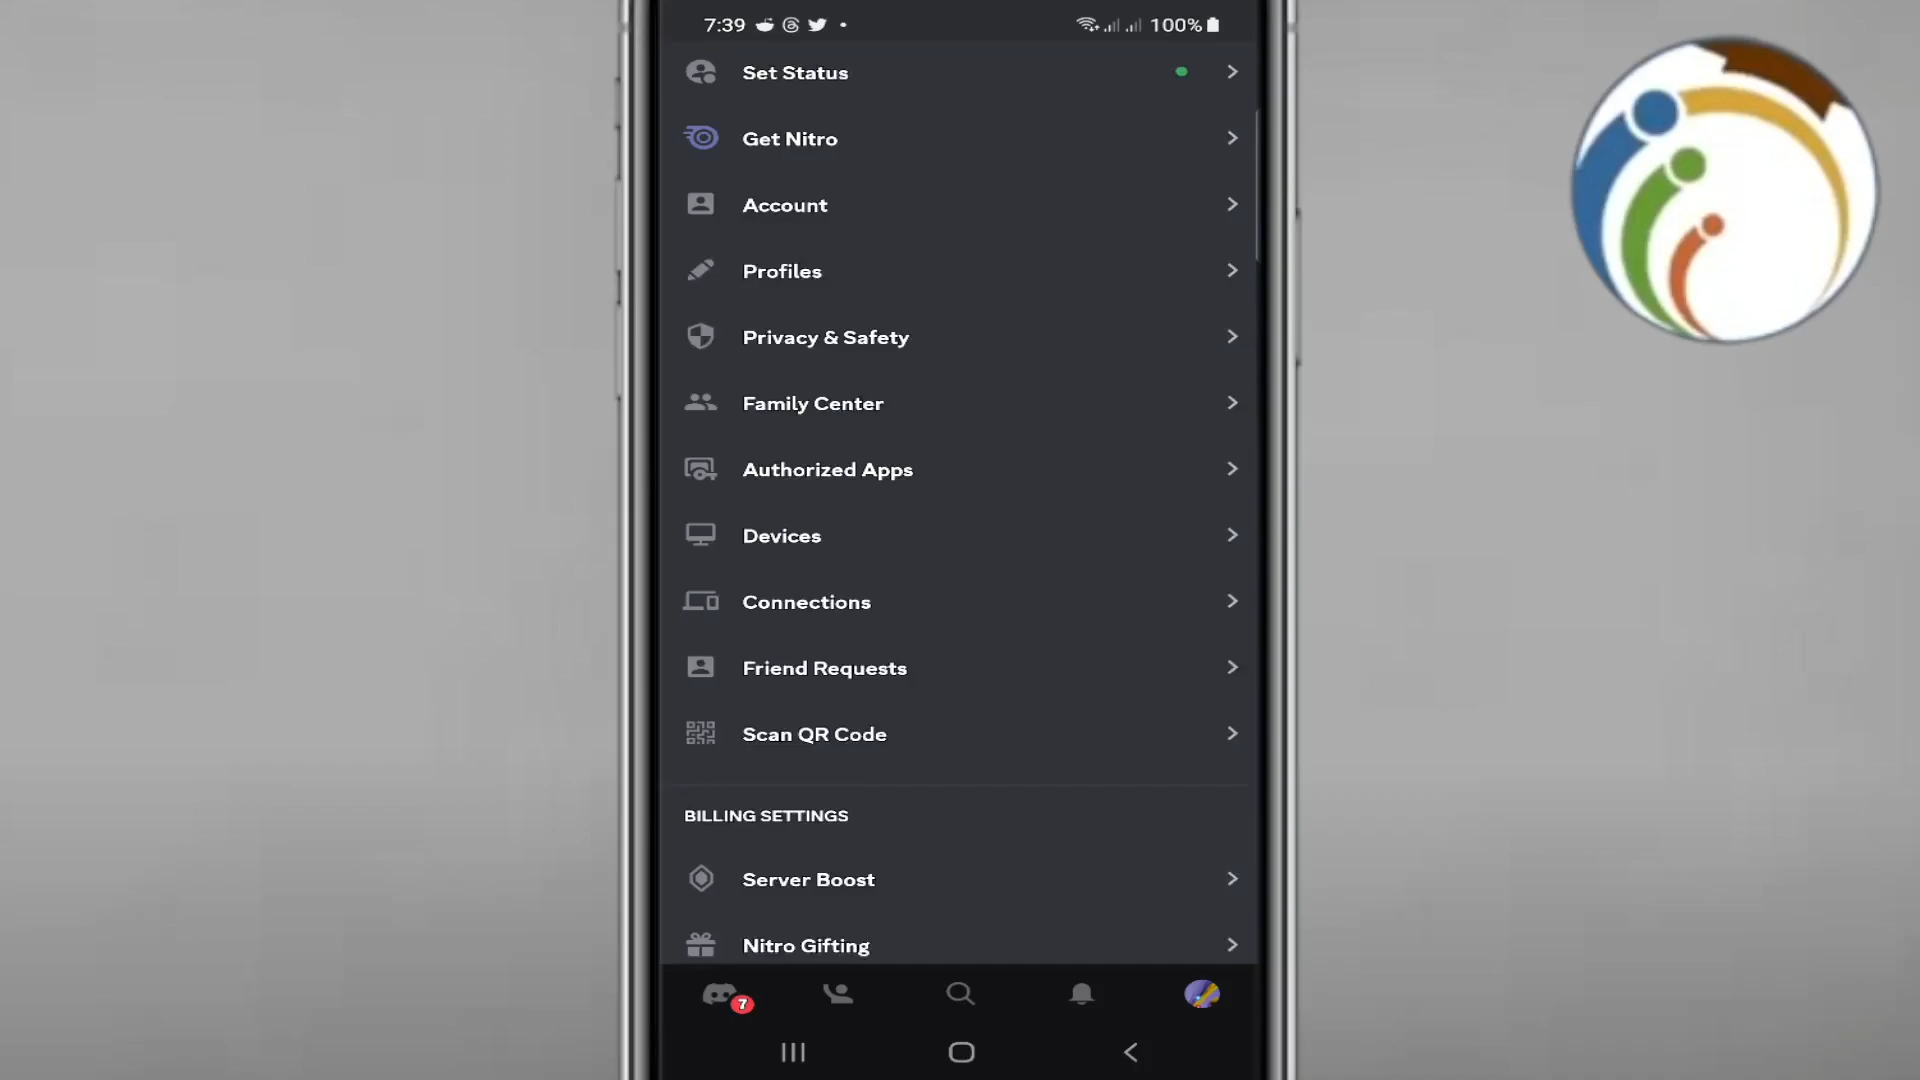 7:39 100%
Set Status
Get Nitro
Account
Profiles
Privacy & Safety
Family Center
Authorized Apps
Devices
Connections
Friend Requests
Scan QR Code
BILLING SETTINGS
Server Boost
Nitro Gifting
7